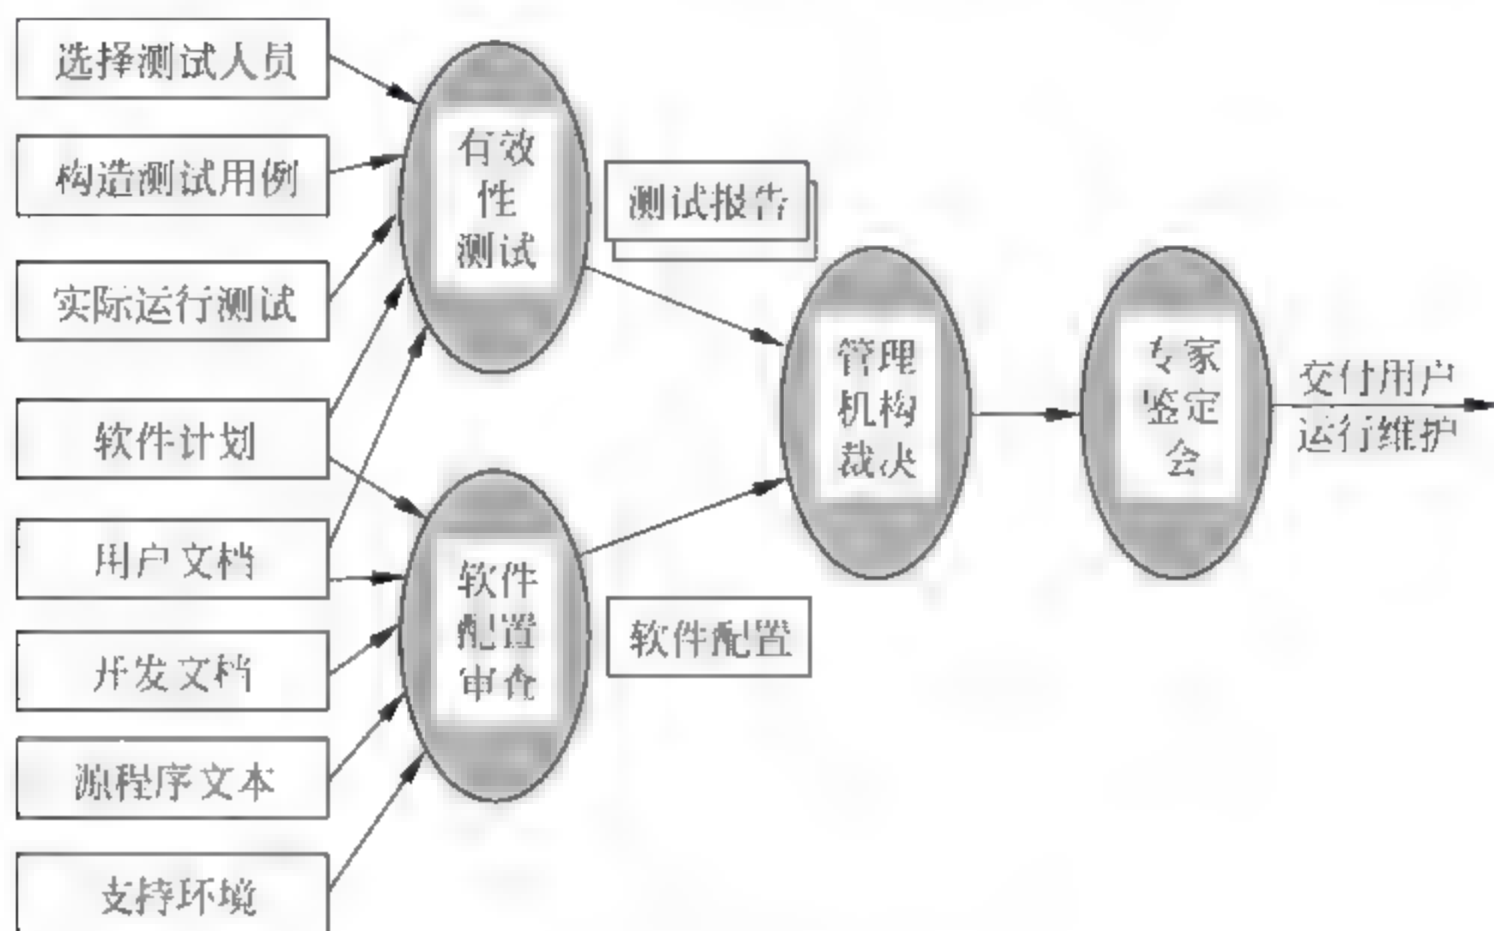 选择测试人员
构造测试用例
实际运行测试
软件计划
用户文档
开发文档
源程序文本
支持环境
有效
性
测试
软件
配置
审查
测试报告
软件配置
管理
机构
裁决
专家
鉴定
会
交付用户
运行维护